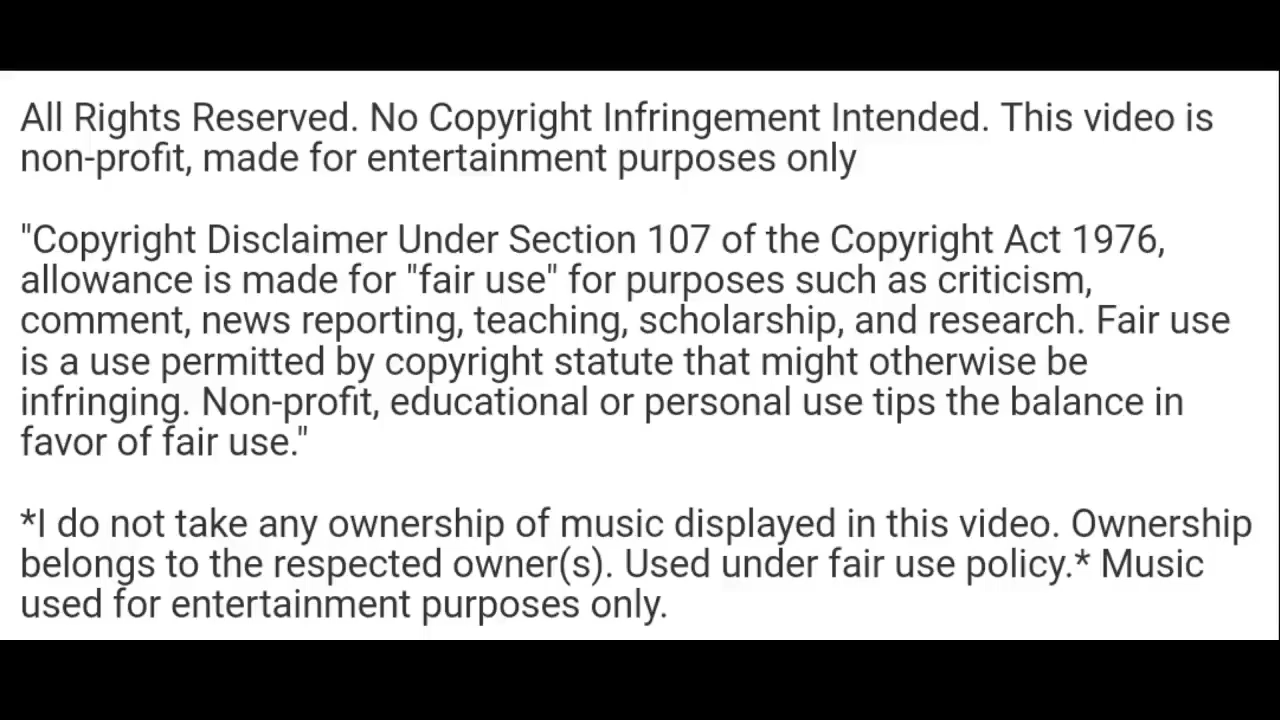 All Rights Reserved. No Copyright Infringement Intended. This video is
non-profit, made for entertainment purposes only
"Copyright Disclaimer Under Section 107 of the Copyright Act 1976,
allowance is made for "fair use" for purposes such as criticism,
comment, news reporting, teaching, scholarship, and research. Fair use
is a use permitted by copyright statute that might otherwise be
infringing. Non-profit, educational or personal use tips the balance in
favor of fair use."
*I do not take any ownership of music displayed in this video. Ownership
belongs to the respected owner(s). Used under fair use policy.* Music
used for entertainment purposes only.